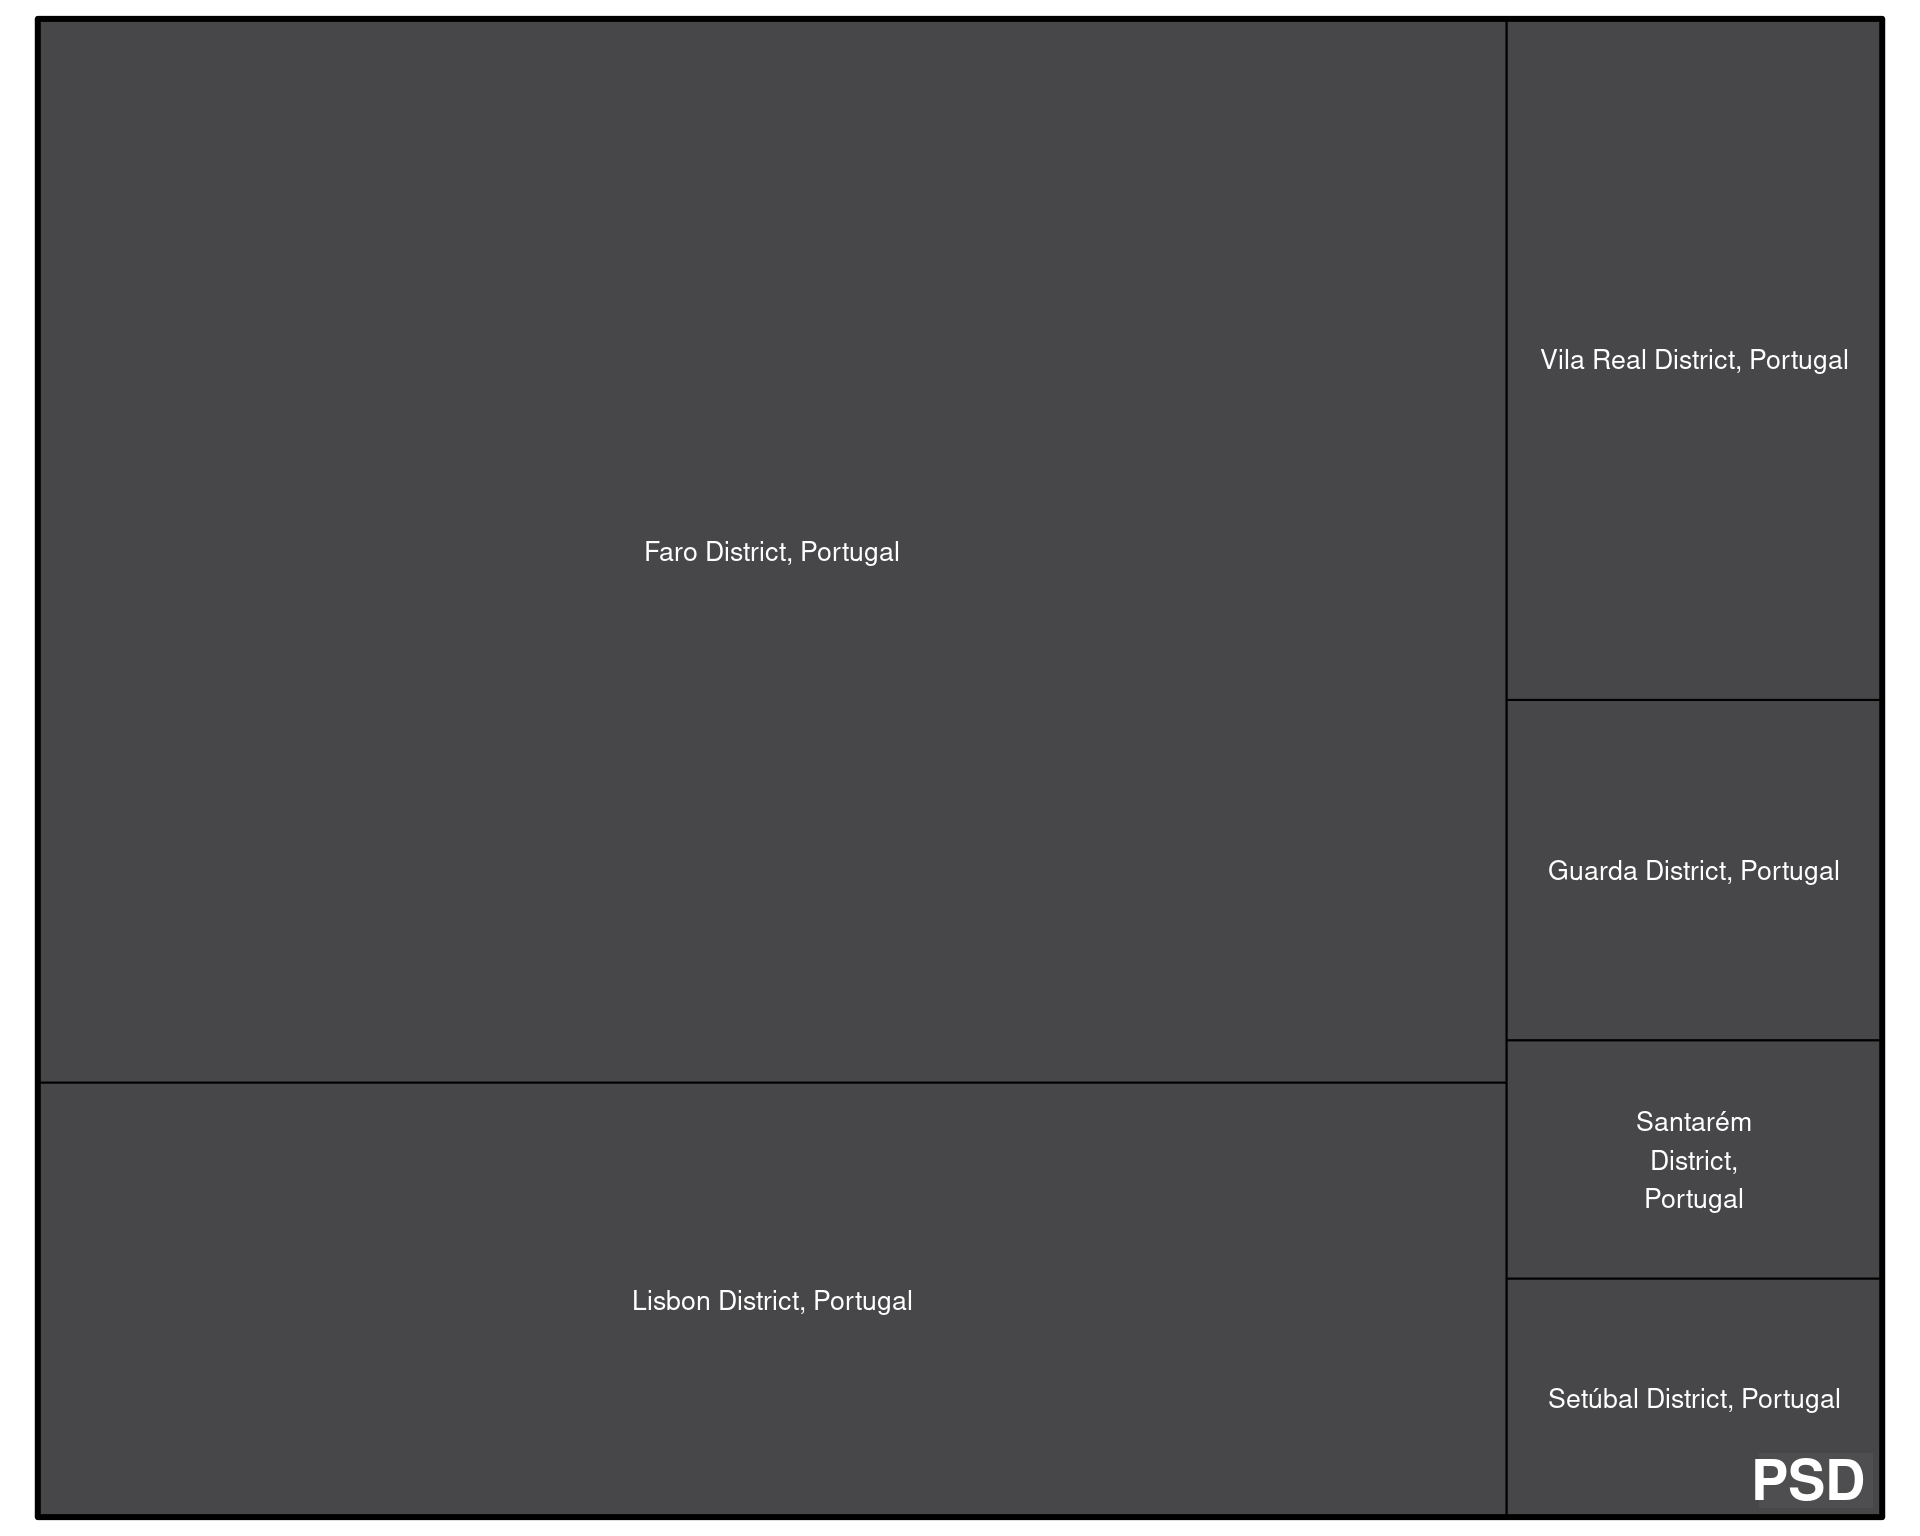 Faro District, Portugal
Lisbon District, Portugal
Vila Real District, Portugal
Guarda District, Portugal
Santarém
District,
Portugal
Setúbal District, Portugal
PSD